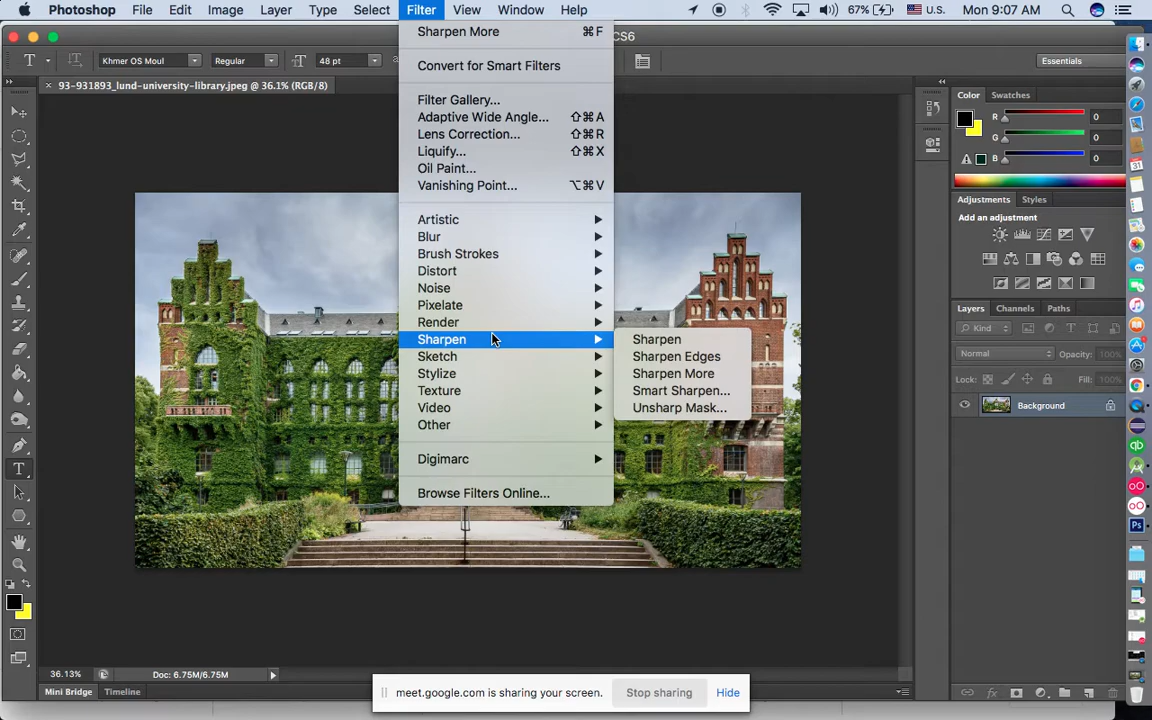 Photoshop File Edit Image Layer Type Select Filter View Window Help 67% U.S. Mon 9:07 AM
CS6
T Khmer OS Moul Regular 48 pt Essentials
93-931893_lund-university-library.jpeg @ 36.1% (RGB/8)
Sharpen More ⌘F
Convert for Smart Filters
Filter Gallery...
Adaptive Wide Angle... ⇧⌘A
Lens Correction... ⇧⌘R
Liquify... ⇧⌘X
Oil Paint...
Vanishing Point... ⌥⌘V
Artistic
Blur
Brush Strokes
Distort
Noise
Pixelate
Render
Sharpen
Sketch
Stylize
Texture
Video
Other
Digimarc
Browse Filters Online...
Sharpen
Sharpen Edges
Sharpen More
Smart Sharpen...
Unsharp Mask...
Color Swatches
R 0
G 0
B 0
Adjustments Styles
Add an adjustment
Layers Channels Paths
Kind
Normal Opacity: 100%
Lock: Fill: 100%
Background
36.13% Doc: 6.75M/6.75M
Mini Bridge Timeline
meet.google.com is sharing your screen. Stop sharing Hide